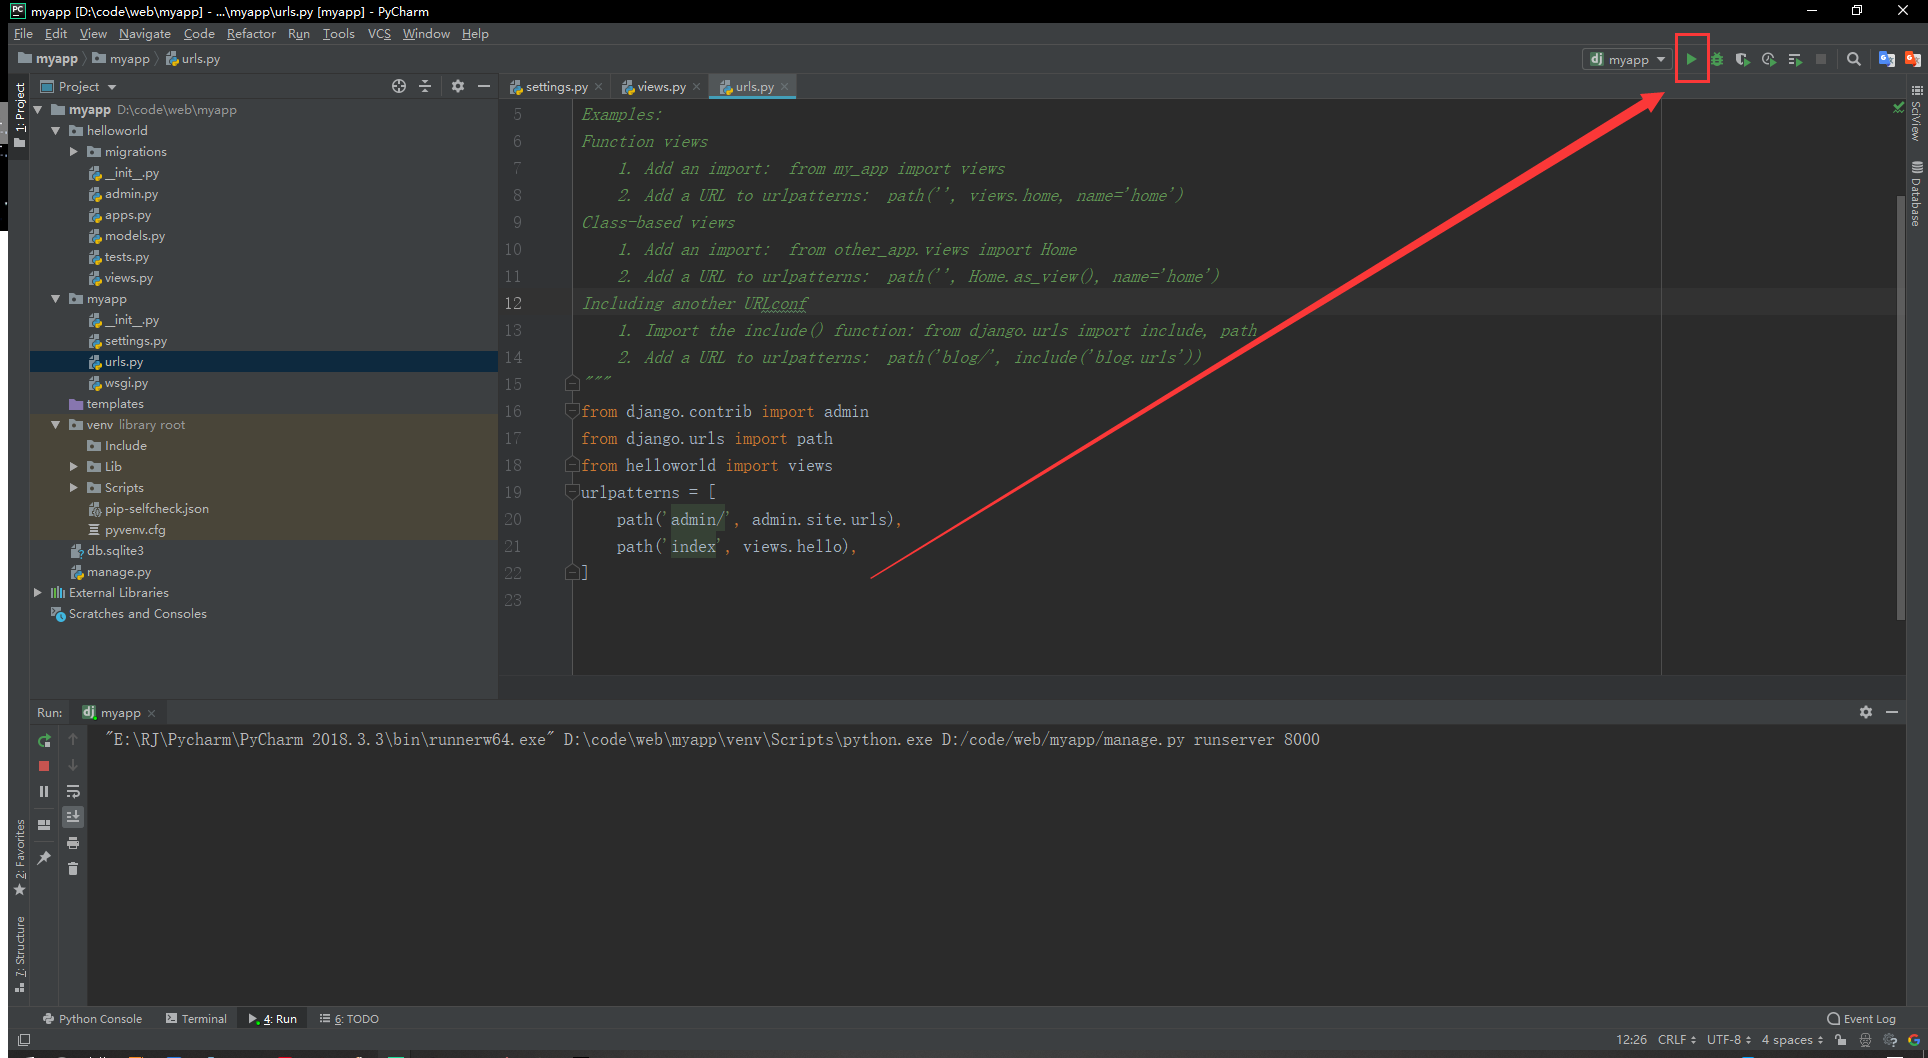 myapp [D:\code\web\myapp] - ...\myapp\urls.py [myapp] - PyCharm
File Edit View Navigate Code Refactor Run Tools VCS Window Help
myapp myapp urls.py
myapp
Project
settings.py views.py urls.py
1: Project
myapp D:\code\web\myapp
helloworld
migrations
__init__.py
admin.py
apps.py
models.py
tests.py
views.py
myapp
__init__.py
settings.py
urls.py
wsgi.py
templates
venv library root
Include
Lib
Scripts
pip-selfcheck.json
pyvenv.cfg
db.sqlite3
manage.py
External Libraries
Scratches and Consoles
5 Examples:
6 Function views
7 1. Add an import:  from my_app import views
8 2. Add a URL to urlpatterns:  path('', views.home, name='home')
9 Class-based views
10 1. Add an import:  from other_app.views import Home
11 2. Add a URL to urlpatterns:  path('', Home.as_view(), name='home')
12 Including another URLconf
13 1. Import the include() function: from django.urls import include, path
14 2. Add a URL to urlpatterns:  path('blog/', include('blog.urls'))
15 """
16 from django.contrib import admin
17 from django.urls import path
18 from helloworld import views
19 urlpatterns = [
20 path('admin/', admin.site.urls),
21 path('index', views.hello),
22 ]
23
SciView
Database
Run: myapp
"E:\RJ\Pycharm\PyCharm 2018.3.3\bin\runnerw64.exe" D:\code\web\myapp\venv\Scripts\python.exe D:/code/web/myapp/manage.py runserver 8000
2: Favorites
7: Structure
Python Console Terminal 4: Run 6: TODO
Event Log
12:26 CRLF UTF-8 4 spaces